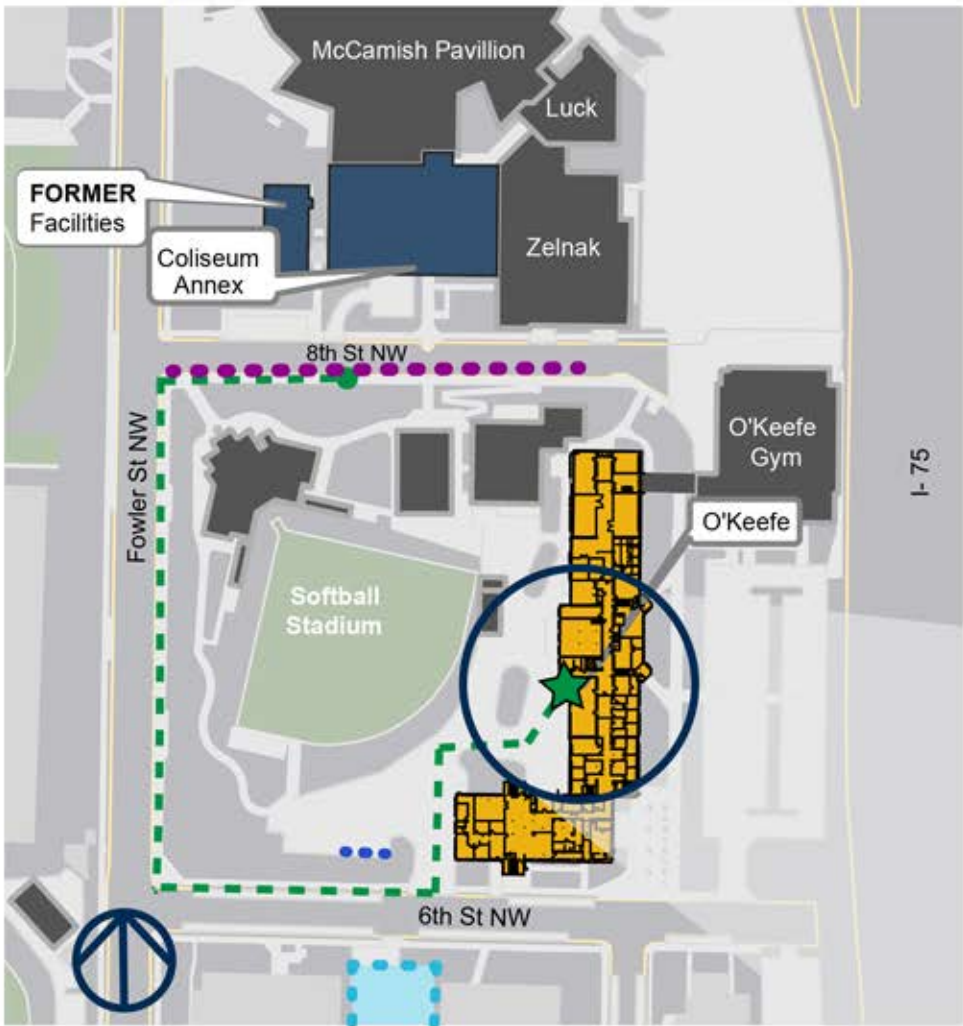 McCamish Pavillion
Luck
FORMER
Facilities
Coliseum
Annex
Zelnak
8th St NW
O'Keefe
Gym
I- 75
Fowler St NW
O'Keefe
Softball
Stadium
6th St NW